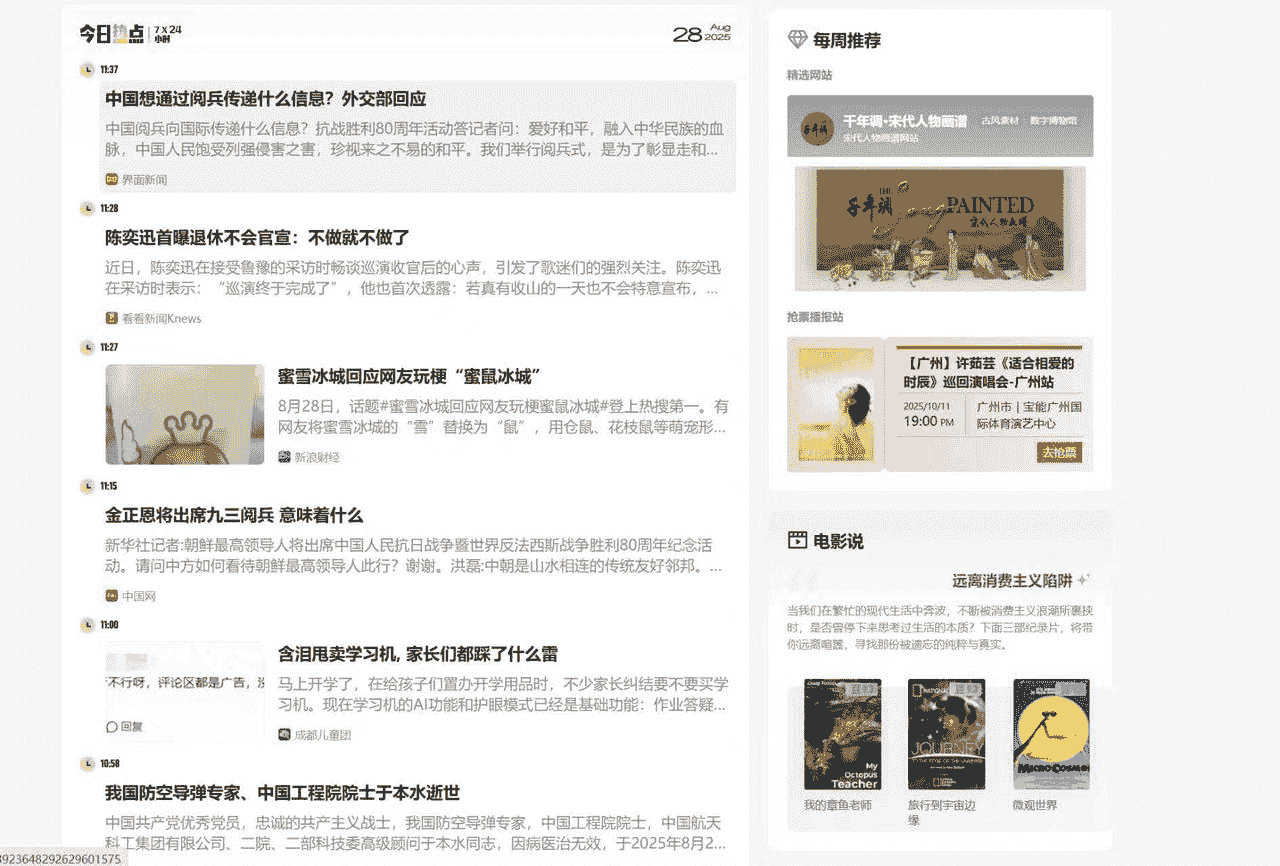 今日热点 7 X 24 小时
28 Aug 2025
11:37
中国想通过阅兵传递什么信息？外交部回应
中国阅兵向国际传递什么信息？抗战胜利80周年活动答记者问：爱好和平，融入中华民族的血
脉，中国人民饱受列强侵害之害，珍视来之不易的和平。我们举行阅兵式，是为了彰显走和...
界面新闻
11:28
陈奕迅首曝退休不会官宣：不做就不做了
近日，陈奕迅在接受鲁豫的采访时畅谈巡演收官后的心声，引发了歌迷们的强烈关注。陈奕迅
在采访时表示：“巡演终于完成了”，他也首次透露：若真有收山的一天也不会特意宣布，...
看看新闻Knews
11:27
蜜雪冰城回应网友玩梗“蜜鼠冰城”
8月28日，话题#蜜雪冰城回应网友玩梗蜜鼠冰城#登上热搜第一。有
网友将蜜雪冰城的“雪”替换为“鼠”，用仓鼠、花枝鼠等萌宠形...
新浪财经
11:15
金正恩将出席九三阅兵 意味着什么
新华社记者:朝鲜最高领导人将出席中国人民抗日战争暨世界反法西斯战争胜利80周年纪念活
动。请问中方如何看待朝鲜最高领导人此行？谢谢。洪磊:中朝是山水相连的传统友好邻邦。...
中国网
11:00
不行呀，评论区都是广告，没
回复
含泪甩卖学习机, 家长们都踩了什么雷
马上开学了，在给孩子们置办开学用品时，不少家长纠结要不要买学
习机。现在学习机的AI功能和护眼模式已经是基础功能：作业答疑...
成都儿童团
10:58
我国防空导弹专家、中国工程院院士于本水逝世
中国共产党优秀党员，忠诚的共产主义战士，我国防空导弹专家，中国工程院院士，中国航天
科工集团有限公司、二院、二部科技委高级顾问于本水同志，因病医治无效，于2025年8月2...
3923648292629601575
每周推荐
精选网站
千年调·宋代人物画谱 古风素材 数字博物馆
宋代人物画谱网站
千年调
THE
Song PAINTED
宋代人物画谱
抢票播报站
【广州】许茹芸《适合相爱的
时辰》巡回演唱会-广州站
2025/10/11
19:00 PM
广州市 | 宝能广州国
际体育演艺中心
去抢票
电影说
远离消费主义陷阱
当我们在繁忙的现代生活中奔波，不断被消费主义浪潮所裹挟
时，是否曾停下来思考过生活的本质？下面三部纪录片，将带
你远离喧嚣，寻找那份被遗忘的纯粹与真实。
My
Octopus
Teacher
我的章鱼老师
NATIONAL
JOURNEY
TO THE EDGE OF THE UNIVERSE
旅行到宇宙边
缘
MICROCOSMOS
微观世界